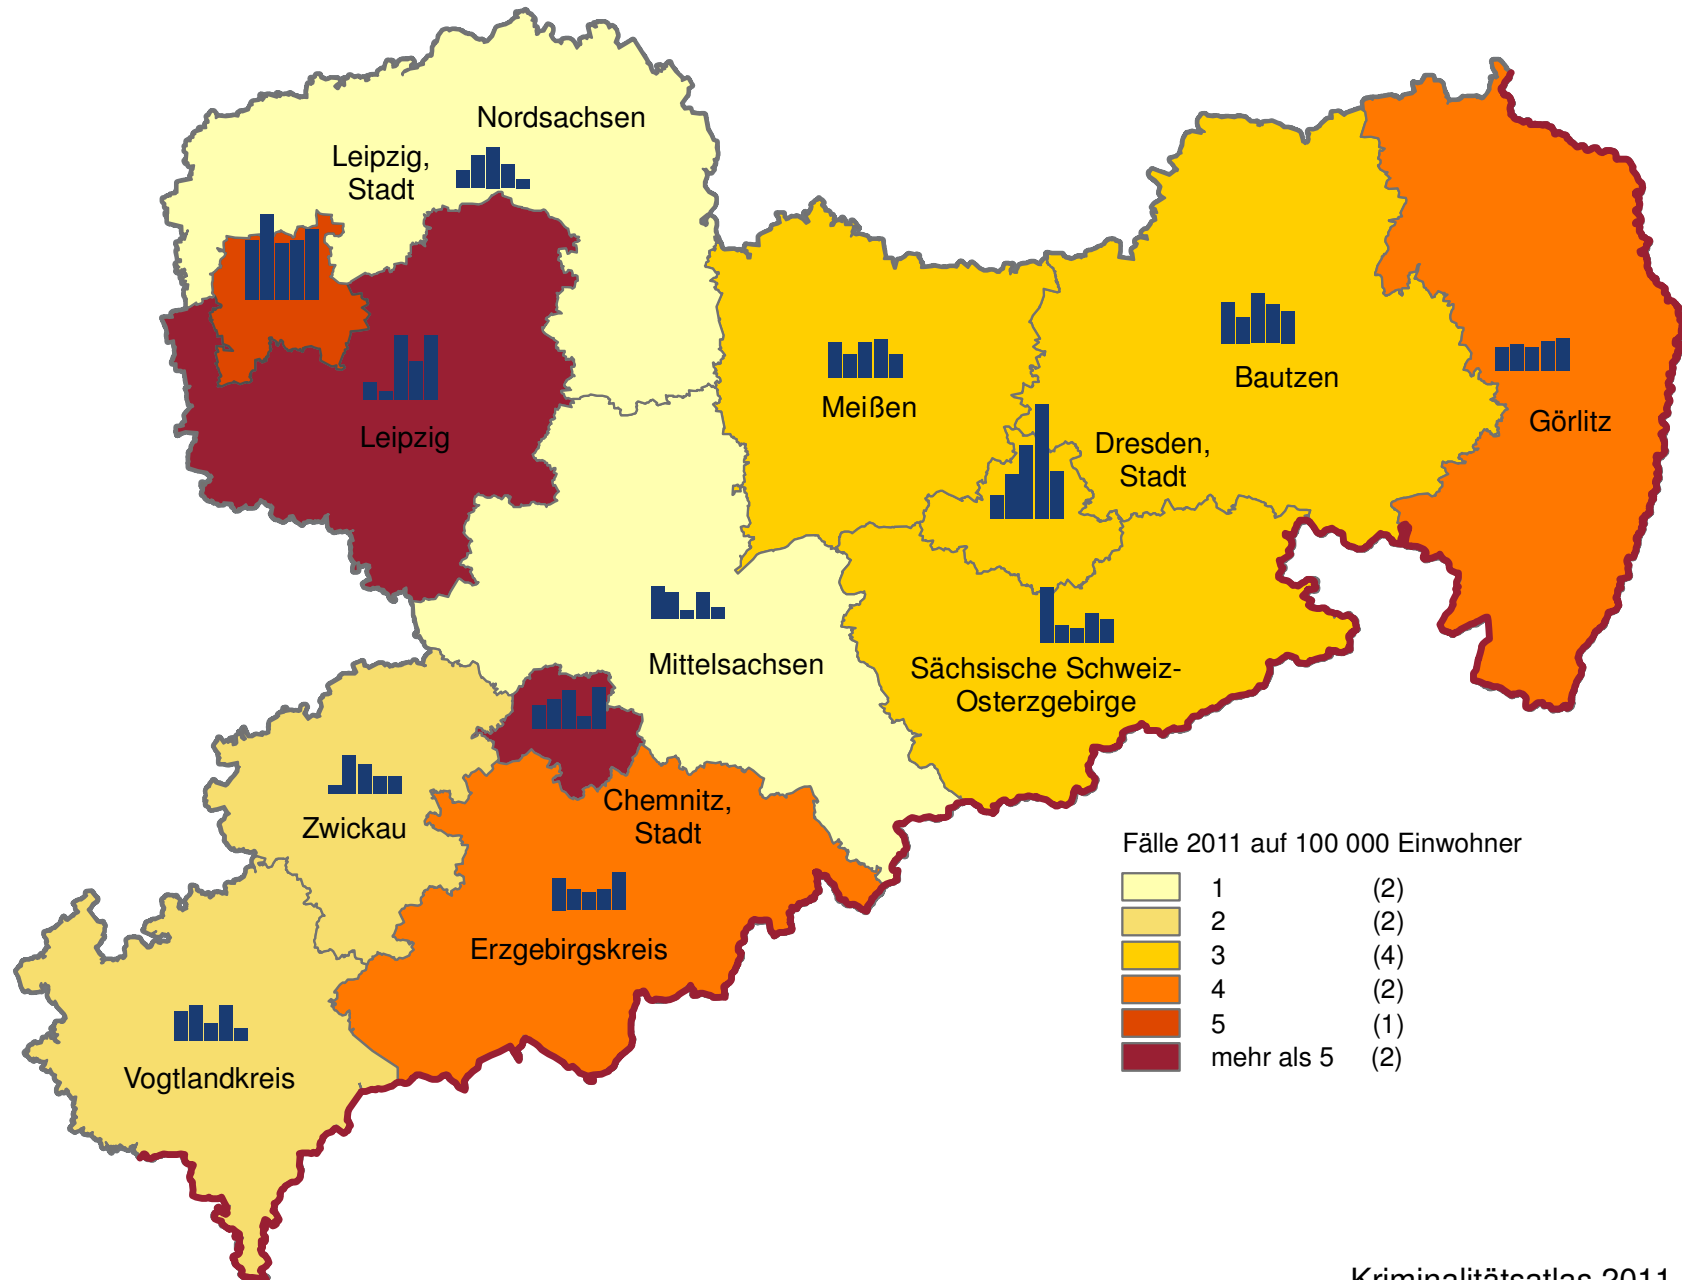 Nordsachsen
Leipzig,
Stadt
Leipzig
Meißen
Bautzen
Görlitz
Dresden,
Stadt
Mittelsachsen
Sächsische Schweiz-
Osterzgebirge
Zwickau
Chemnitz,
Stadt
Erzgebirgskreis
Vogtlandkreis
Fälle 2011 auf 100 000 Einwohner
1 (2)
2 (2)
3 (4)
4 (2)
5 (1)
mehr als 5 (2)
Kriminalitätsatlas 2011